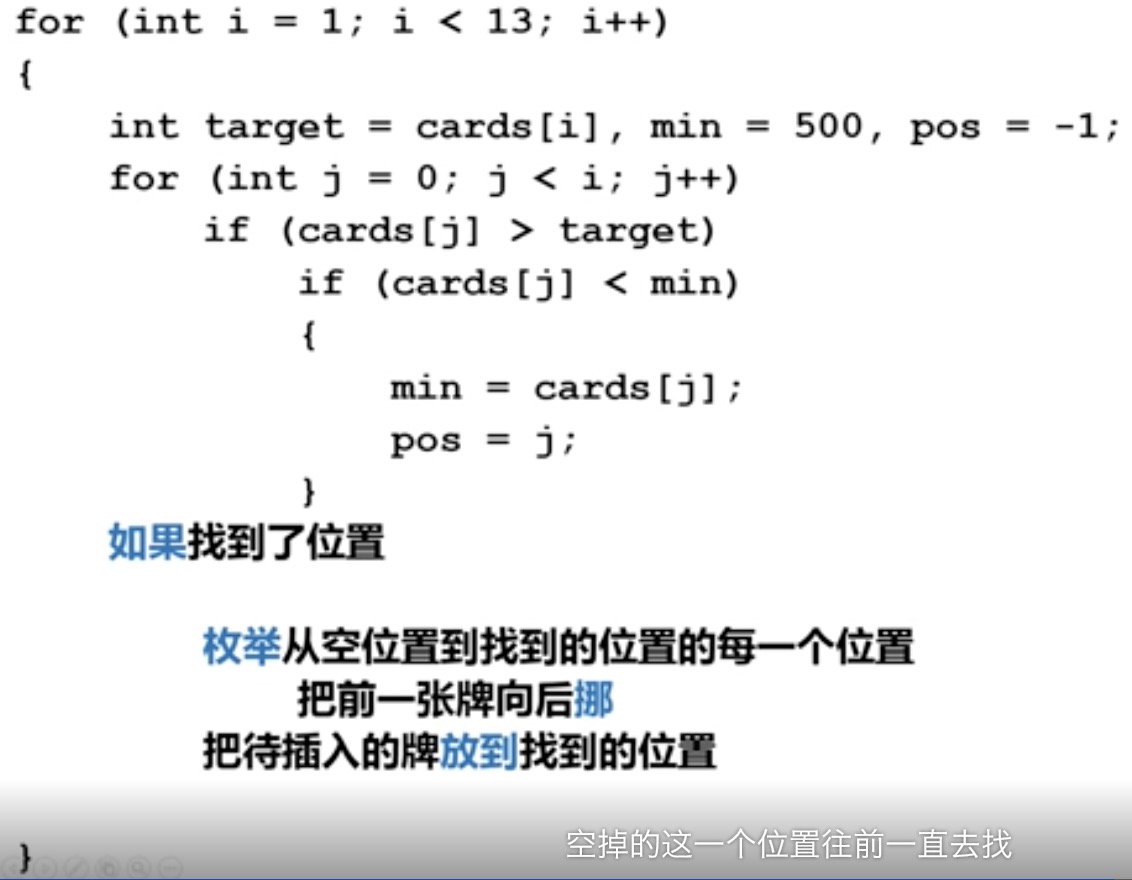 for (int i = 1; i < 13; i++)
{
int target = cards[i], min = 500, pos = -1;
for (int j = 0; j < i; j++)
if (cards[j] > target)
if (cards[j] < min)
{
min = cards[j];
pos = j;
}
如果找到了位置
枚举从空位置到找到的位置的每一个位置
把前一张牌向后挪
把待插入的牌放到找到的位置
空掉的这一个位置往前一直去找
}